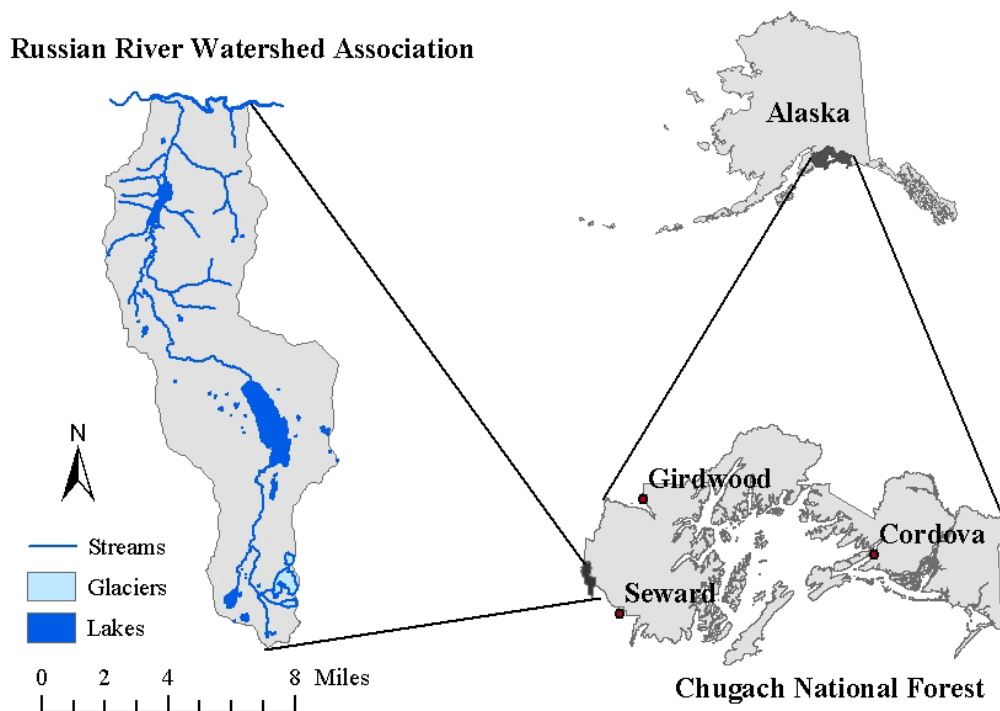 Russian River Watershed Association
Alaska
N
Girdwood
Cordova
Seward
Streams
Glaciers
Lakes
0 2 4 8 Miles
Chugach National Forest